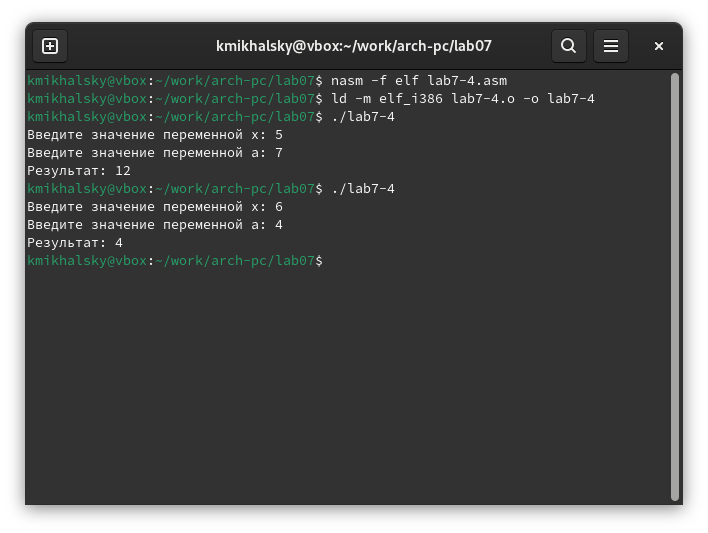 kmikhalsky@vbox:~/work/arch-pc/lab07
kmikhalsky@vbox:~/work/arch-pc/lab07$ nasm -f elf lab7-4.asm
kmikhalsky@vbox:~/work/arch-pc/lab07$ ld -m elf_i386 lab7-4.o -o lab7-4
kmikhalsky@vbox:~/work/arch-pc/lab07$ ./lab7-4
Введите значение переменной x: 5
Введите значение переменной a: 7
Результат: 12
kmikhalsky@vbox:~/work/arch-pc/lab07$ ./lab7-4
Введите значение переменной x: 6
Введите значение переменной a: 4
Результат: 4
kmikhalsky@vbox:~/work/arch-pc/lab07$